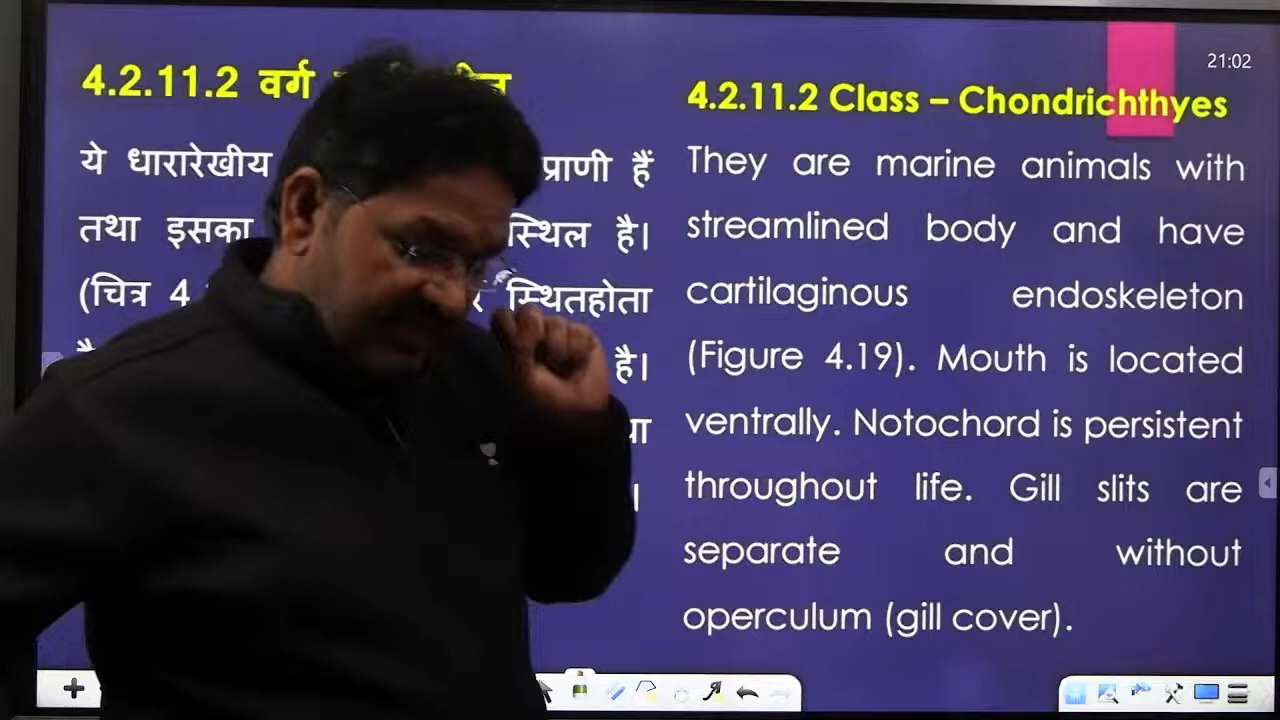 21:02
4.2.11.2 वर्ग
ये धारारेखीय प्राणी हैं
तथा इसका स्थिल है।
(चित्र 4 स्थितहोता
है।
4.2.11.2 Class – Chondrichthyes
They are marine animals with
streamlined body and have
cartilaginous endoskeleton
(Figure 4.19). Mouth is located
ventrally. Notochord is persistent
throughout life. Gill slits are
separate and without
operculum (gill cover).